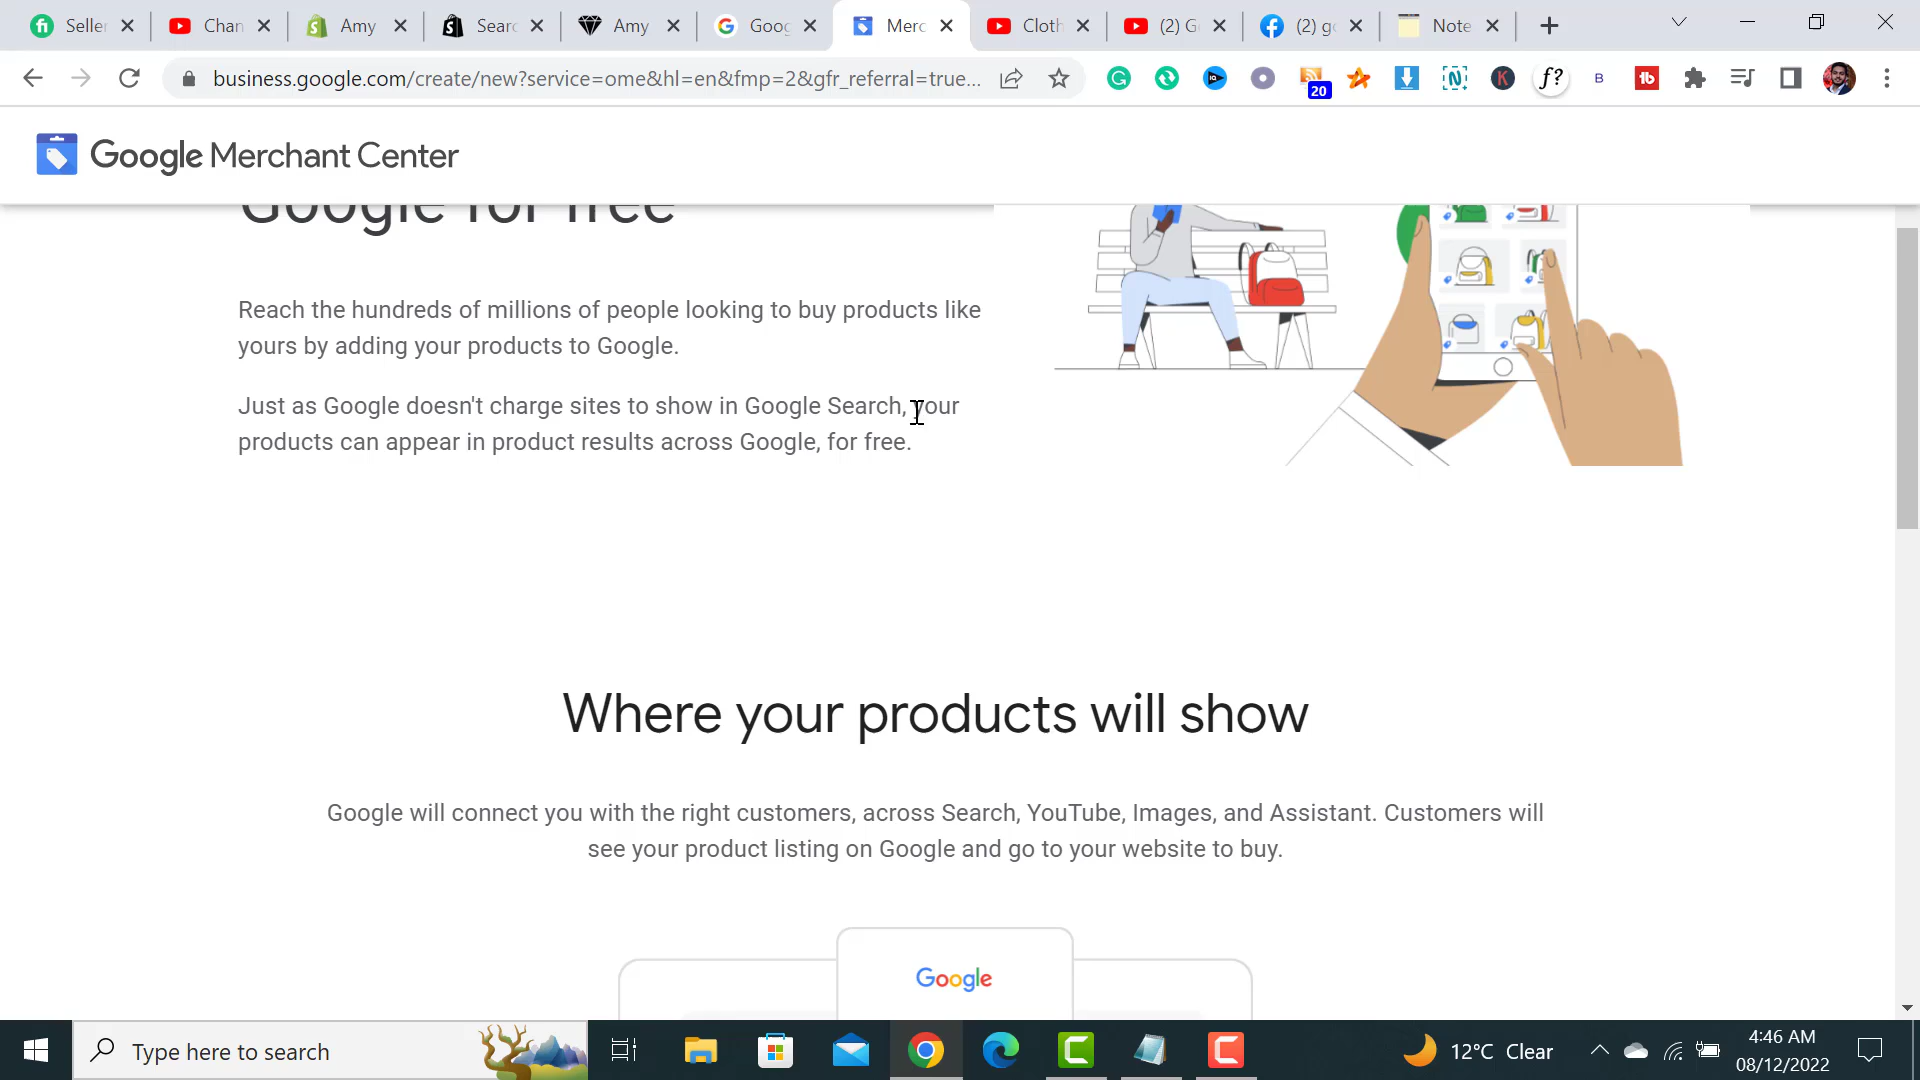 Seller
Chan
Amy
Searc
Amy
Goog
Merc
Cloth
(2) G
(2) go
Note
business.google.com/create/new?service=ome&hl=en&fmp=2&gfr_referral=true...
20
f?
B
Google Merchant Center
Google for free
Reach the hundreds of millions of people looking to buy products like
yours by adding your products to Google.
Just as Google doesn't charge sites to show in Google Search, your
products can appear in product results across Google, for free.
Where your products will show
Google will connect you with the right customers, across Search, YouTube, Images, and Assistant. Customers will
see your product listing on Google and go to your website to buy.
Google
Type here to search
12°C Clear
4:46 AM
08/12/2022